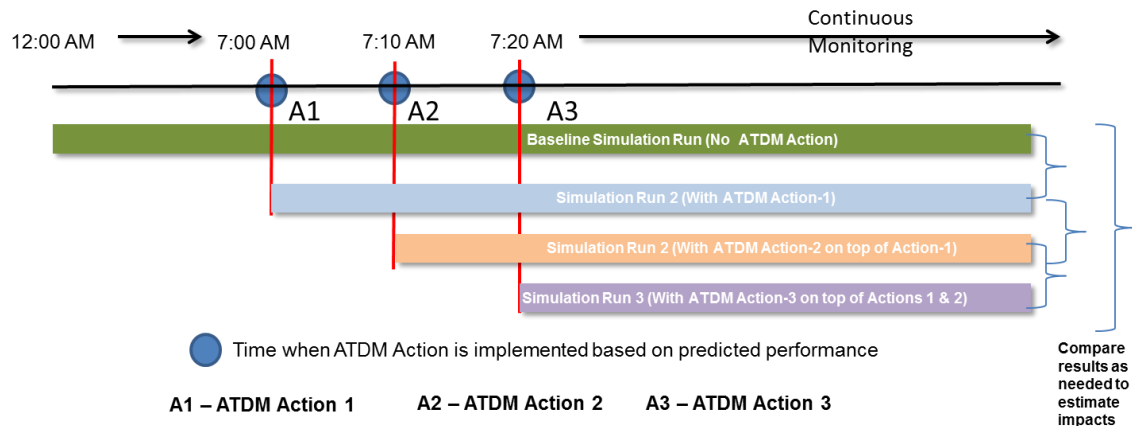 Continuous
Monitoring
12:00 AM
7:00 AM
7:10 AM
7:20 AM
A1
A2
A3
Baseline Simulation Run (No ATDM Action)
Simulation Run 2 (With ATDM Action-1)
Simulation Run 2 (With ATDM Action-2 on top of Action-1)
Simulation Run 3 (With ATDM Action-3 on top of Actions 1 & 2)
Time when ATDM Action is implemented based on predicted performance
Compare
results as
needed to
estimate
impacts
A1 – ATDM Action 1
A2 – ATDM Action 2
A3 – ATDM Action 3